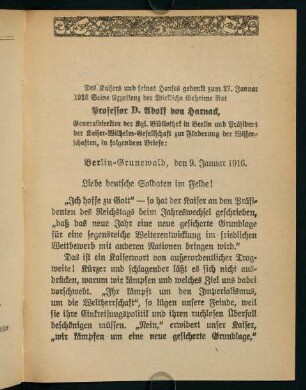 Des Kaisers und seines Hauses gedenkt zum 27. Januar
1916 Seine Exzellenz der Wirkliche Geheime Rat
Professor D. Adolf von Harnack,
Generaldirektor der Kgl. Bibliothek in Berlin und Präsident
der Kaiser-Wilhelm-Gesellschaft zur Förderung der Wissen-
schaften, in folgendem Briefe:
Berlin-Grunewald, den 9. Januar 1916.
Liebe deutsche Soldaten im Felde!
„Ich hoffe zu Gott“ — so hat der Kaiser an den Präsi-
denten des Reichstags beim Jahreswechsel geschrieben,
„daß das neue Jahr eine neue gesicherte Grundlage
für eine segensreiche Weiterentwicklung im friedlichen
Wettbewerb mit anderen Nationen bringen wird.“
Das ist ein Kaiserwort von außerordentlicher Trag-
weite! Kürzer und schlagender läßt es sich nicht aus-
drücken, warum wir kämpfen und welches Ziel uns dabei
vorschwebt. „Ihr kämpft um den Imperialismus,
um die Weltherrschaft“, so lügen unsere Feinde, weil
sie ihre Einkreisungspolitik und ihren ruchlosen Überfall
beschönigen müssen. „Nein,“ erwidert unser Kaiser,
„wir kämpfen um eine neue gesicherte Grundlage,“